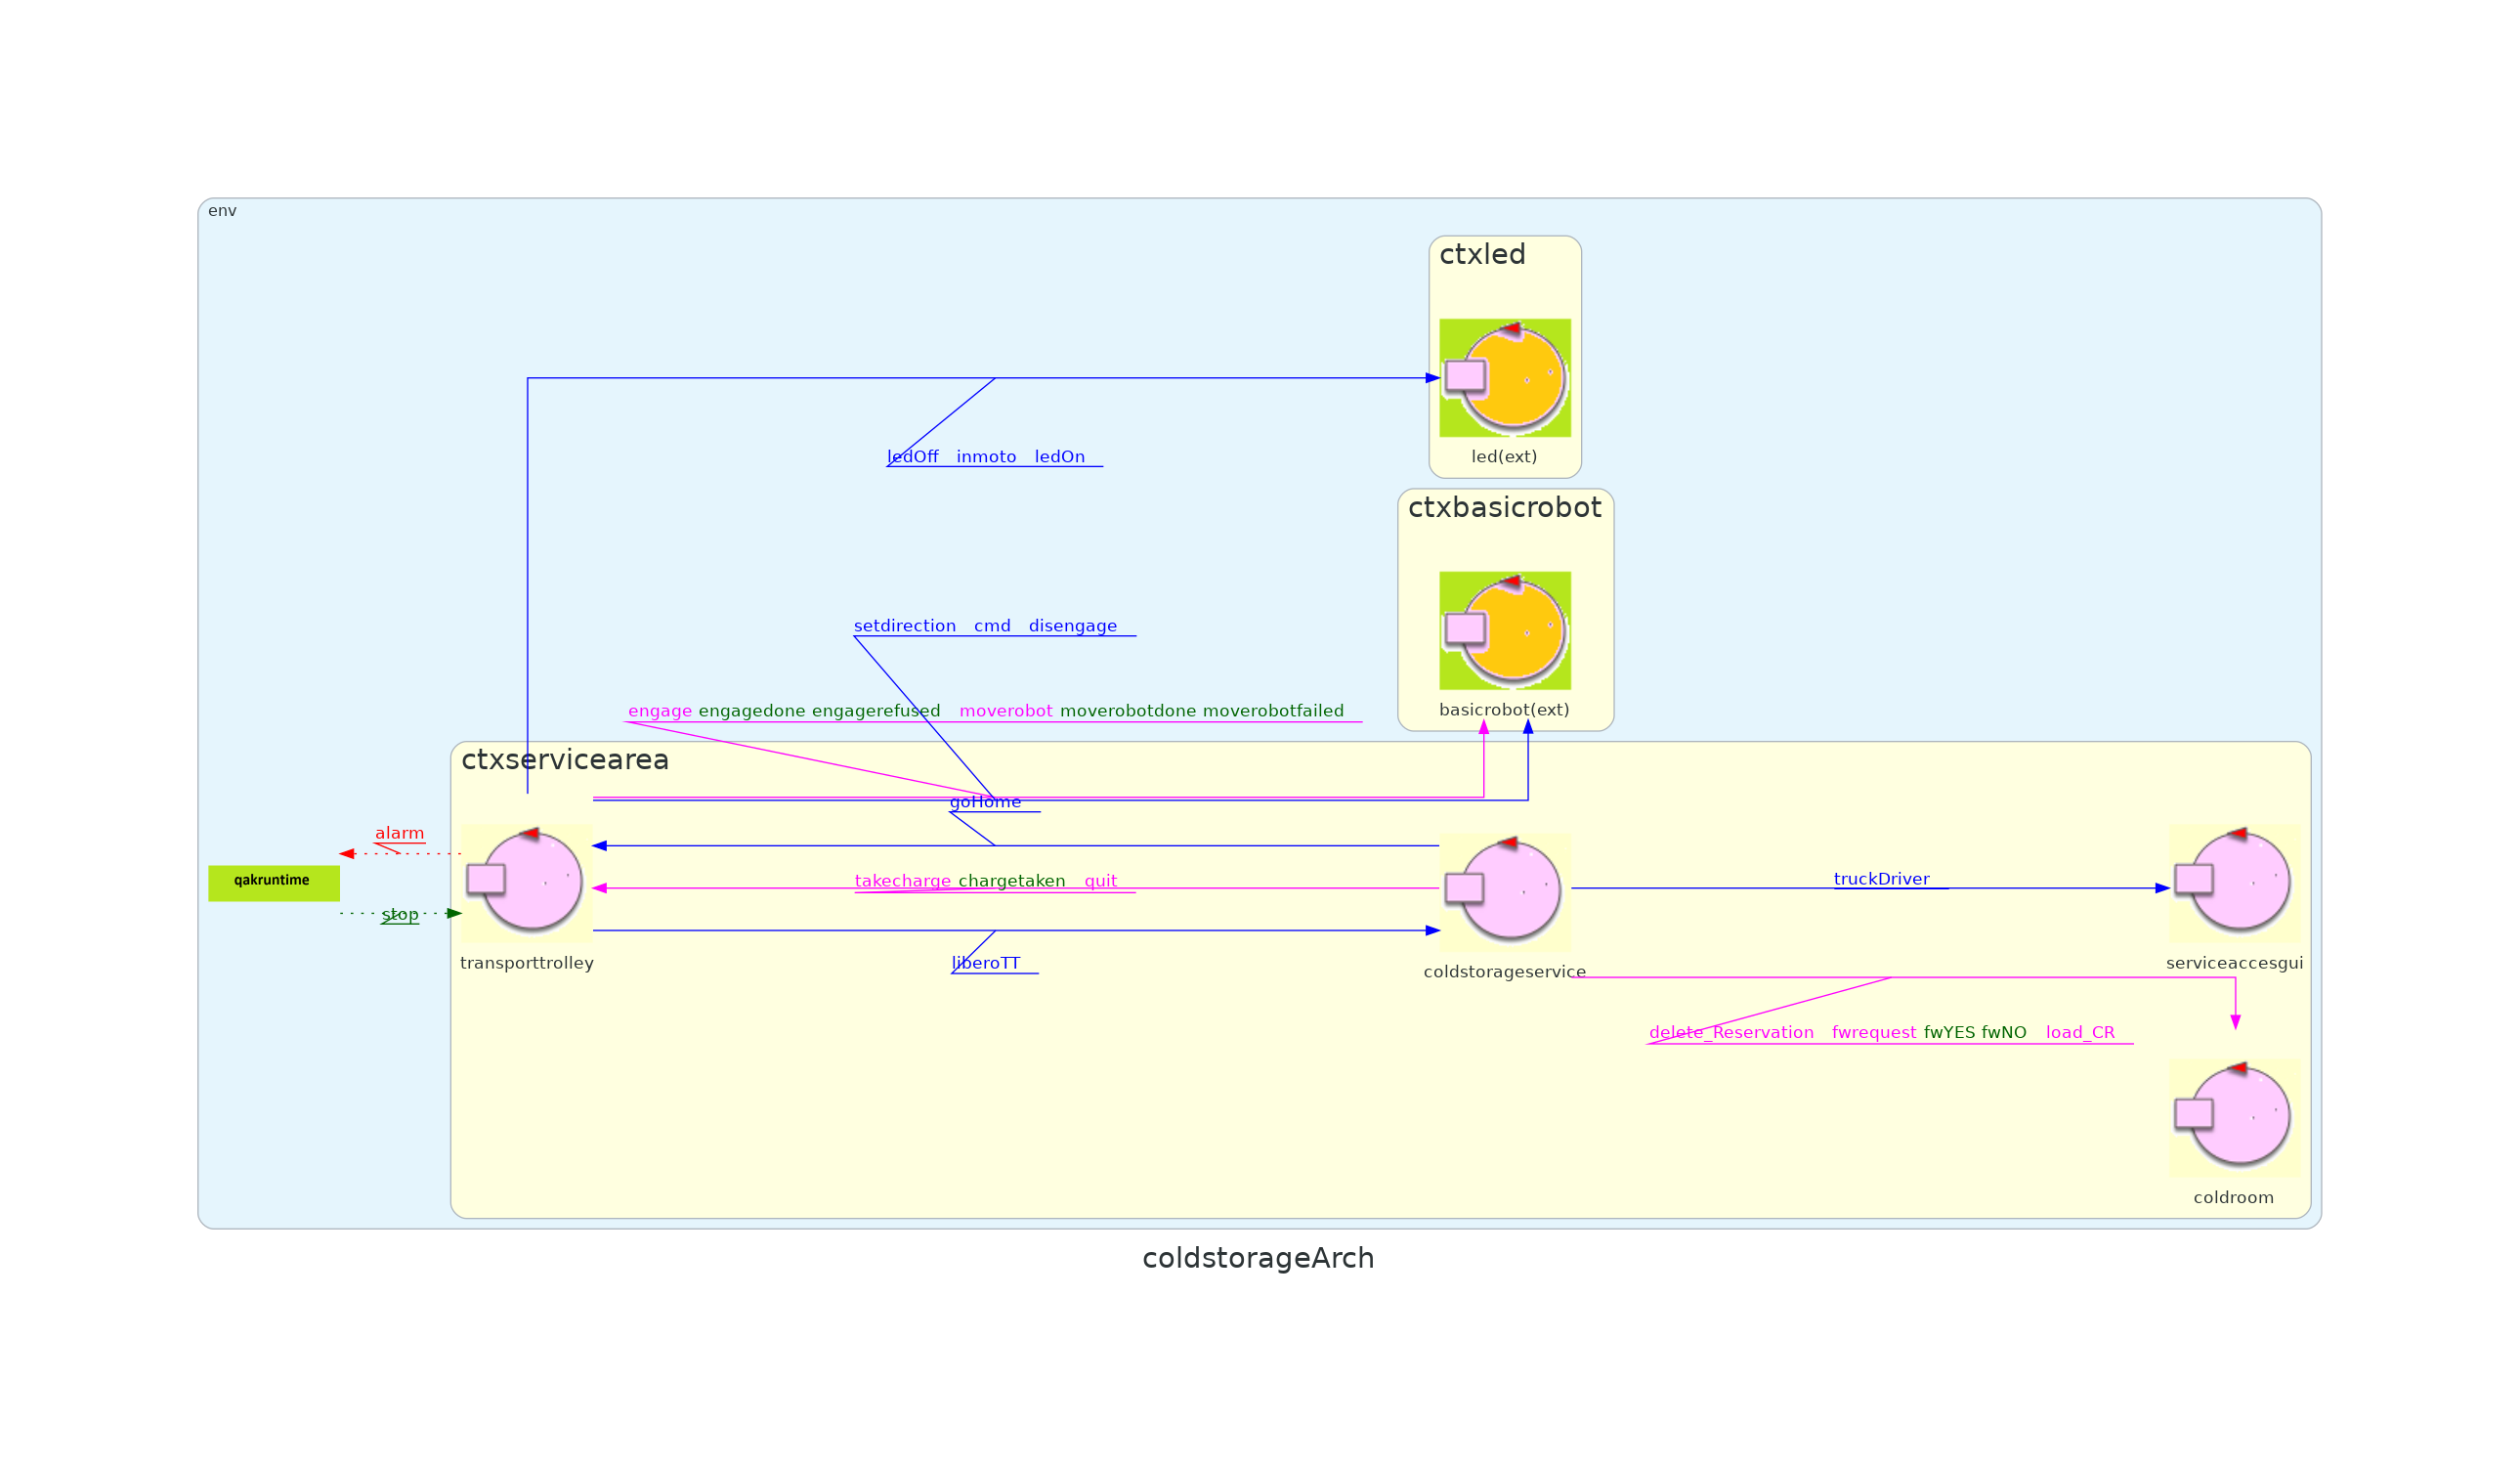 env
ctxled
ledOff inmoto ledOn
led(ext)
ctxbasicrobot
setdirection cmd disengage
engage engagedone engagerefused moverobot moverobotdone moverobotfailed
basicrobot(ext)
ctxservicearea
goHome
alarm
qakruntime
takecharge chargetaken quit
truckDriver
stop
transporttrolley
liberoTT
coldstorageservice
serviceaccesgui
delete_Reservation fwrequest fwYES fwNO load_CR
coldroom
coldstorageArch